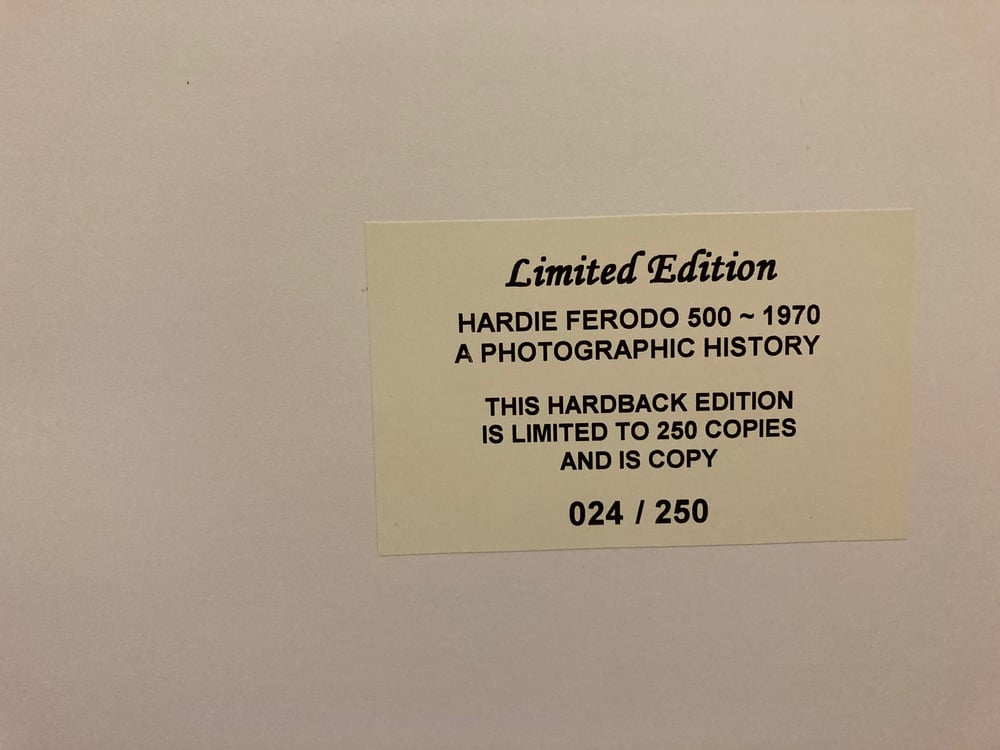 Limited Edition
HARDIE FERODO 500 ~ 1970
A PHOTOGRAPHIC HISTORY
THIS HARDBACK EDITION
IS LIMITED TO 250 COPIES
AND IS COPY
024 / 250